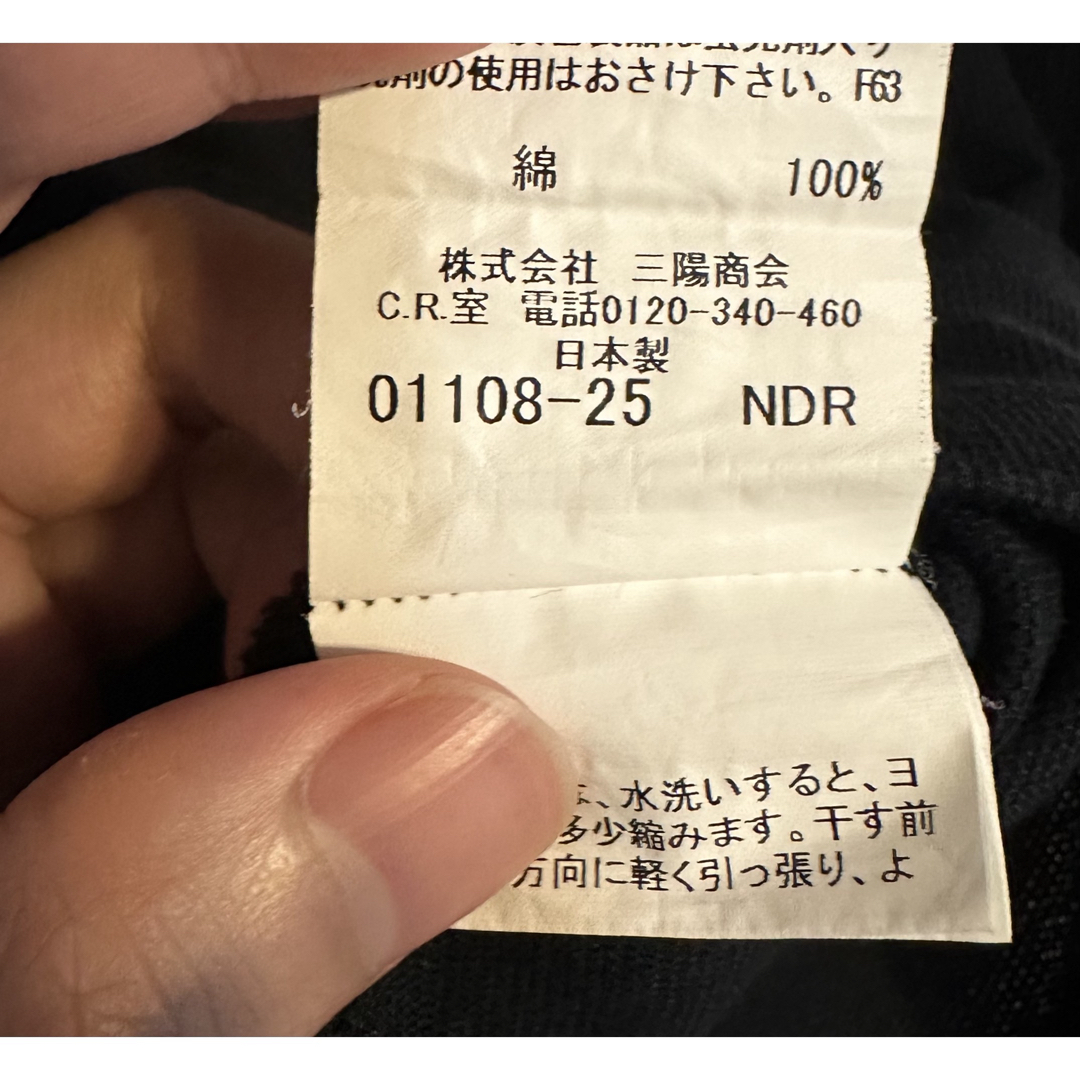 剤の使用はおさけ下さい。F63
綿 100%
株式会社 三陽商会
C.R.室 電話0120-340-460
日本製
01108-25 NDR
、水洗いすると、ヨ
多少縮みます。干す前
方向に軽く引っ張り、よ